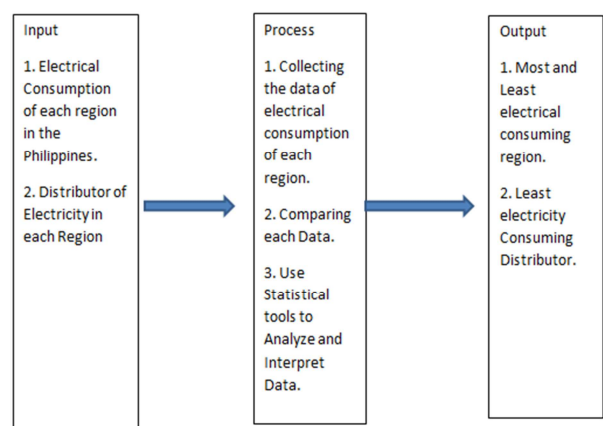 Input
1. Electrical
Consumption
of each region
in the
Philippines.
2. Distributor of
Electricity in
each Region
Process
1. Collecting
the data of
electrical
consumption
of each
region.
2. Comparing
each Data.
3. Use
Statistical
tools to
Analyze and
Interpret
Data.
Output
1. Most and
Least
electrical
consuming
region.
2. Least
electricity
Consuming
Distributor.